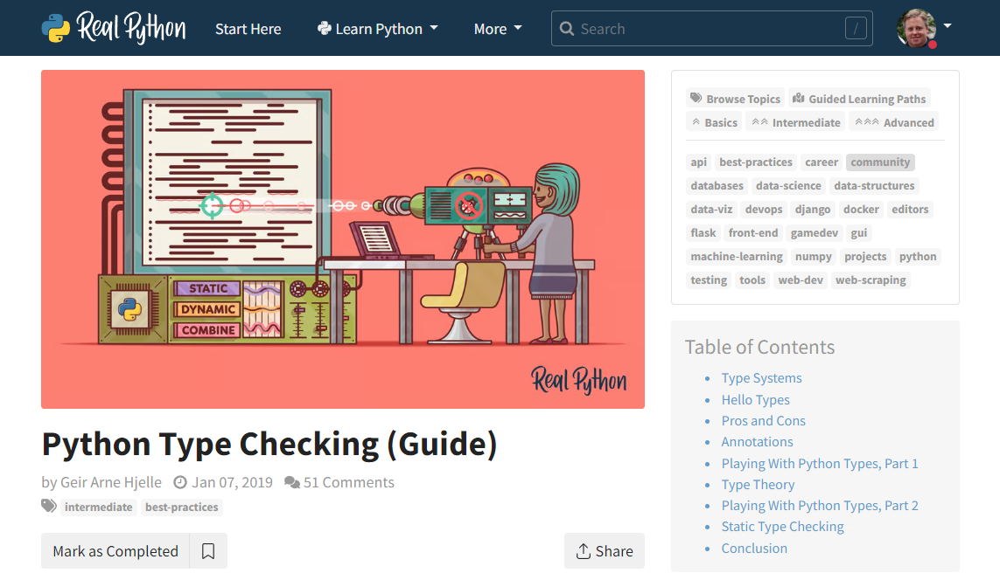 Real Python Start Here Learn Python More Search /
STATIC
DYNAMIC
COMBINE
Real Python
Python Type Checking (Guide)
by Geir Arne Hjelle Jan 07, 2019 51 Comments
intermediate best-practices
Mark as Completed Share
Browse Topics Guided Learning Paths
Basics Intermediate Advanced
api best-practices career community
databases data-science data-structures
data-viz devops django docker editors
flask front-end gamedev gui
machine-learning numpy projects python
testing tools web-dev web-scraping
Table of Contents
Type Systems
Hello Types
Pros and Cons
Annotations
Playing With Python Types, Part 1
Type Theory
Playing With Python Types, Part 2
Static Type Checking
Conclusion